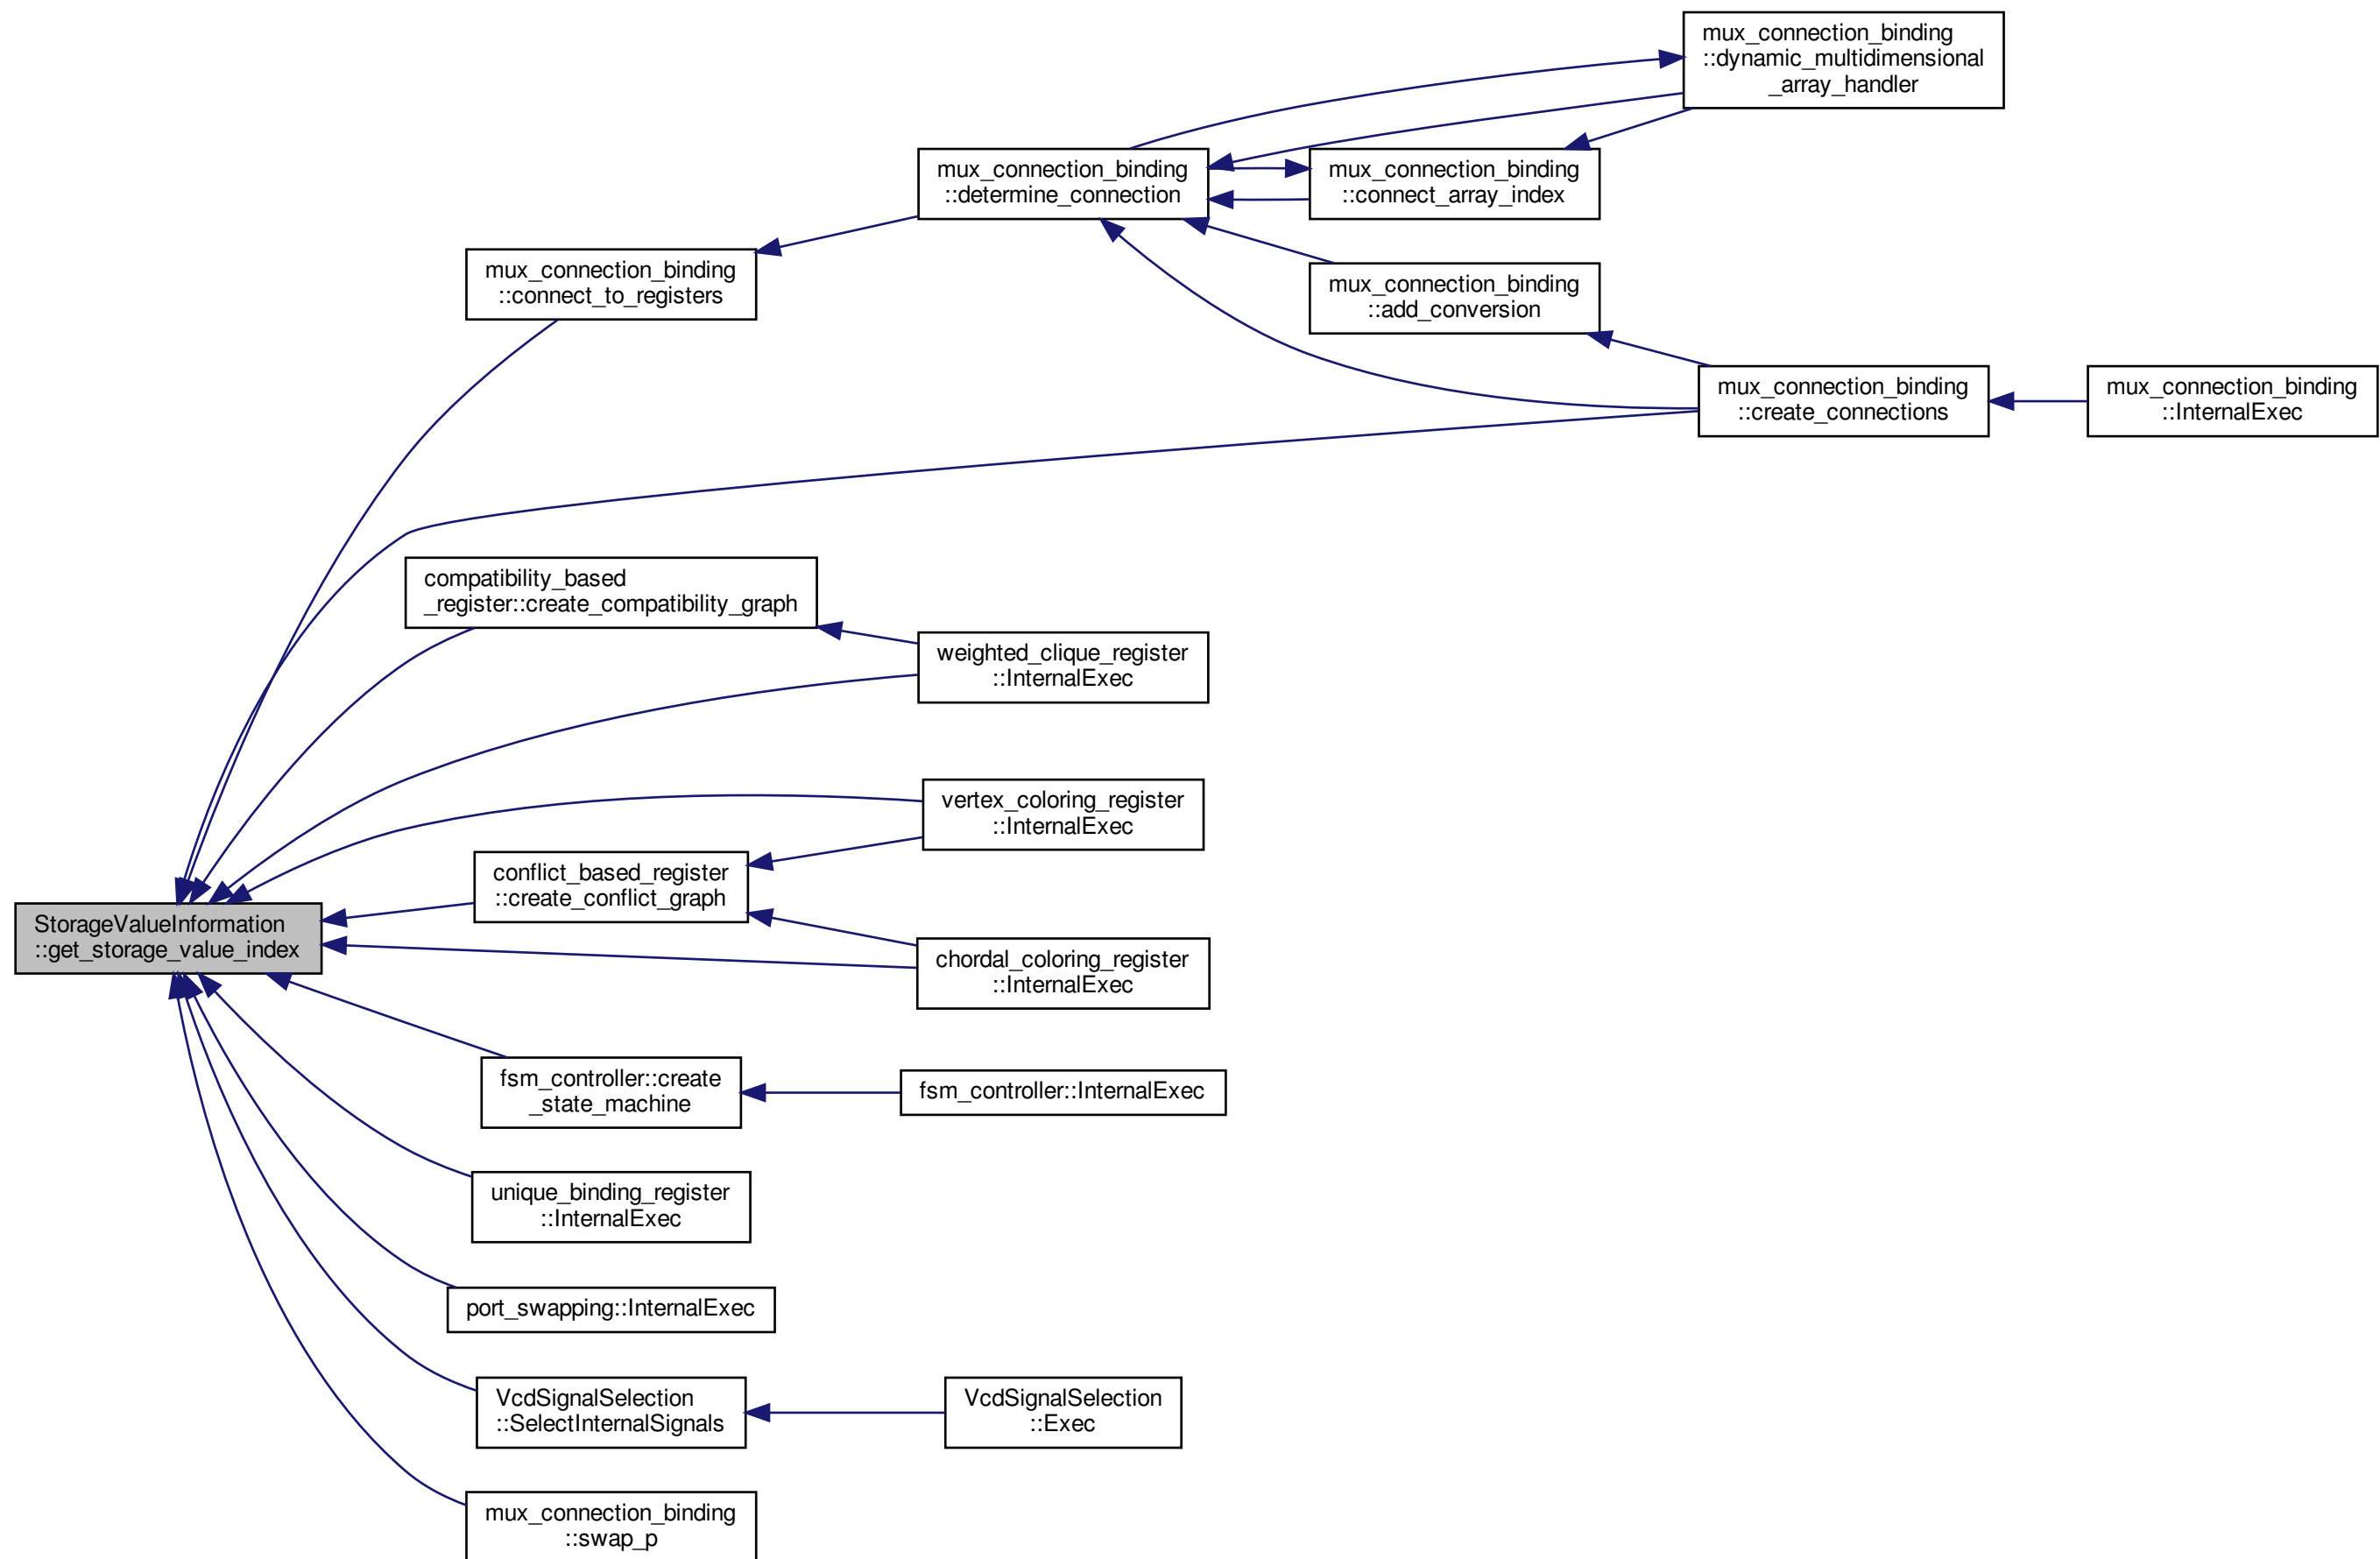 mux_connection_binding
::dynamic_multidimensional
_array_handler
mux_connection_binding
::determine_connection
mux_connection_binding
::connect_array_index
mux_connection_binding
::connect_to_registers
mux_connection_binding
::add_conversion
mux_connection_binding
::create_connections
mux_connection_binding
::InternalExec
compatibility_based
_register::create_compatibility_graph
weighted_clique_register
::InternalExec
vertex_coloring_register
::InternalExec
conflict_based_register
::create_conflict_graph
StorageValueInformation
::get_storage_value_index
chordal_coloring_register
::InternalExec
fsm_controller::create
_state_machine
fsm_controller::InternalExec
unique_binding_register
::InternalExec
port_swapping::InternalExec
VcdSignalSelection
::SelectInternalSignals
VcdSignalSelection
::Exec
mux_connection_binding
::swap_p